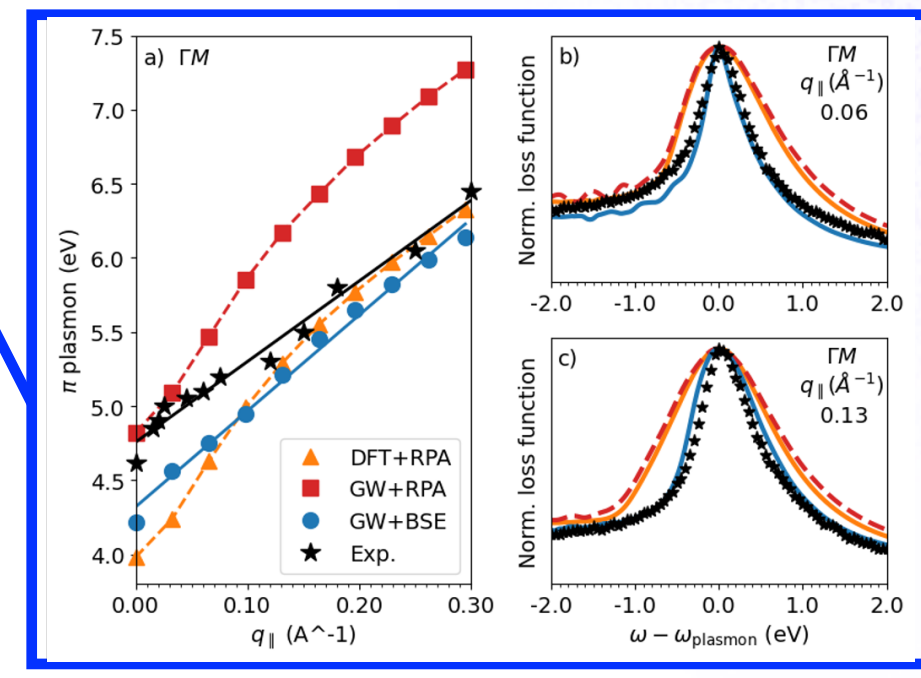 a) ΓM
7.5
7.0
6.5
6.0
5.5
5.0
4.5
4.0
π plasmon (eV)
DFT+RPA
GW+RPA
GW+BSE
Exp.
0.00 0.10 0.20 0.30
q∥ (A^-1)
b)
ΓM
q∥(Å⁻¹)
0.06
Norm. loss function
-2.0 -1.0 0.0 1.0 2.0
c)
ΓM
q∥(Å⁻¹)
0.13
Norm. loss function
-2.0 -1.0 0.0 1.0 2.0
ω − ωplasmon (eV)